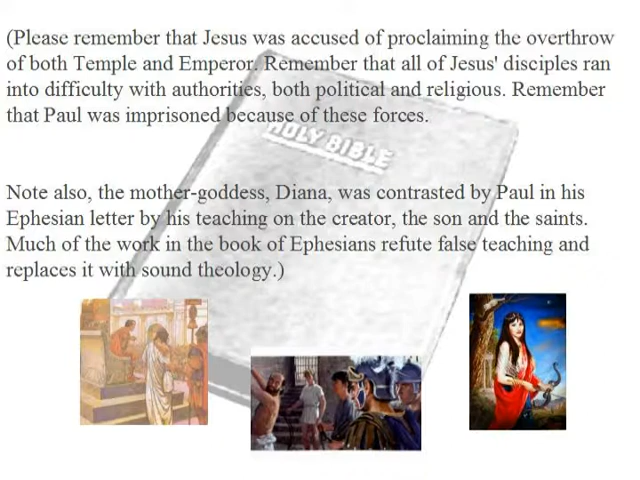 (Please remember that Jesus was accused of proclaiming the overthrow
of both Temple and Emperor. Remember that all of Jesus' disciples ran
into difficulty with authorities, both political and religious. Remember
that Paul was imprisoned because of these forces.
HOLY BIBLE
Note also, the mother-goddess, Diana, was contrasted by Paul in his
Ephesian letter by his teaching on the creator, the son and the saints.
Much of the work in the book of Ephesians refute false teaching and
replaces it with sound theology.)